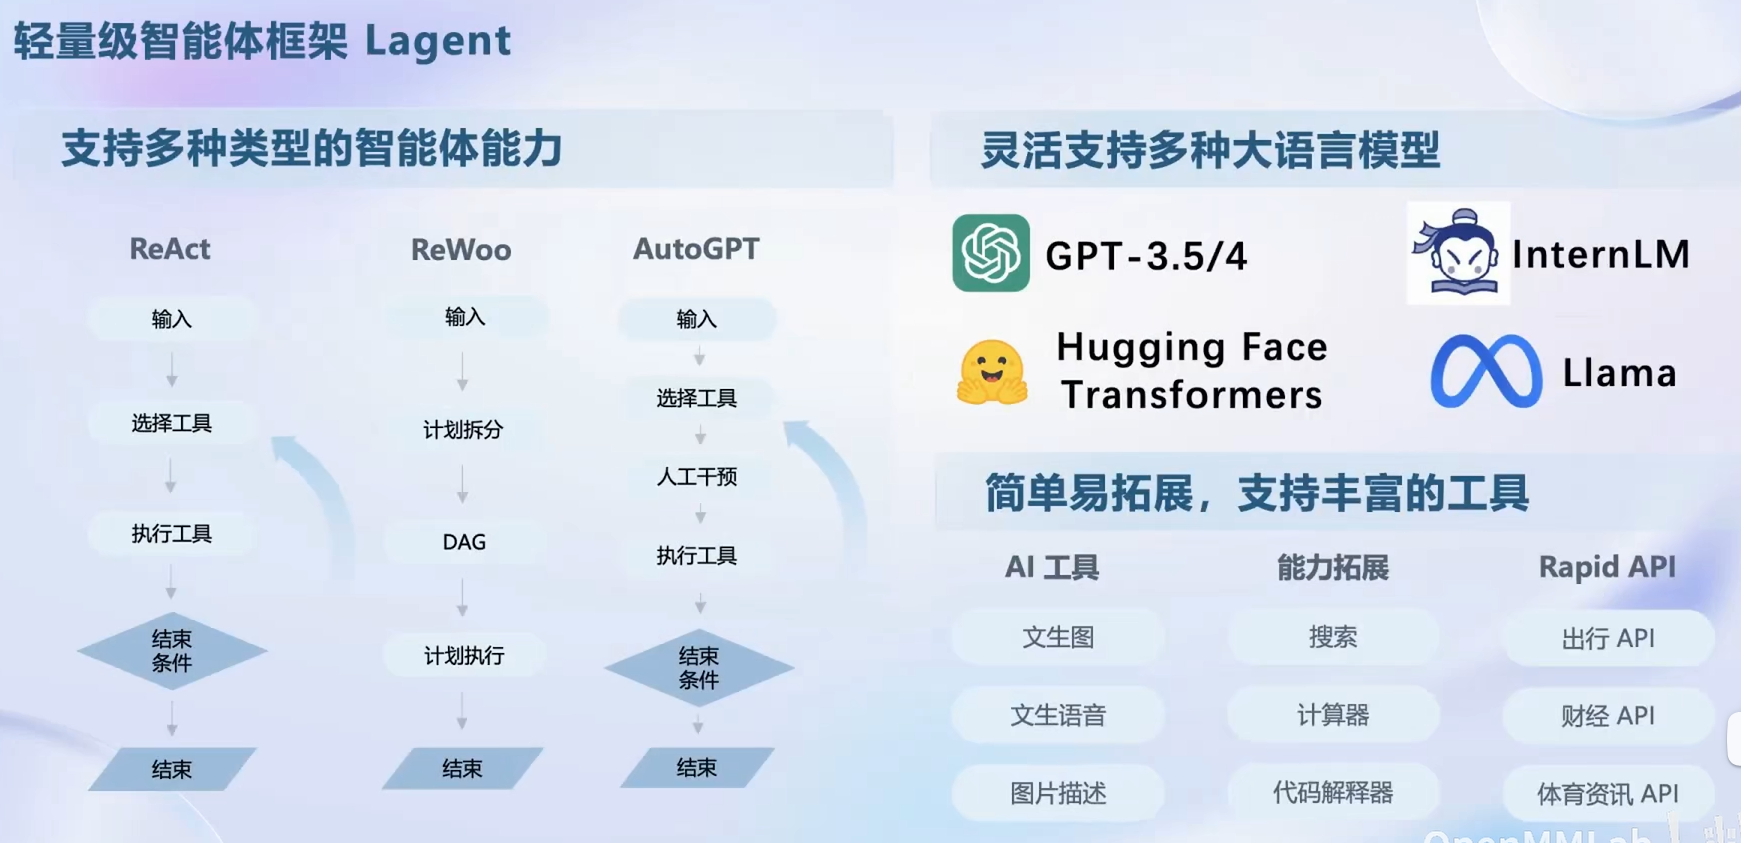 轻量级智能体框架 Lagent
支持多种类型的智能体能力
ReAct
输入
选择工具
执行工具
结束
条件
结束
ReWoo
输入
计划拆分
DAG
计划执行
结束
AutoGPT
输入
选择工具
人工干预
执行工具
结束
条件
结束
灵活支持多种大语言模型
GPT-3.5/4
InternLM
Hugging Face
Transformers
Llama
简单易拓展，支持丰富的工具
AI 工具
文生图
文生语音
图片描述
能力拓展
搜索
计算器
代码解释器
Rapid API
出行 API
财经 API
体育资讯 API
OpenMMLab